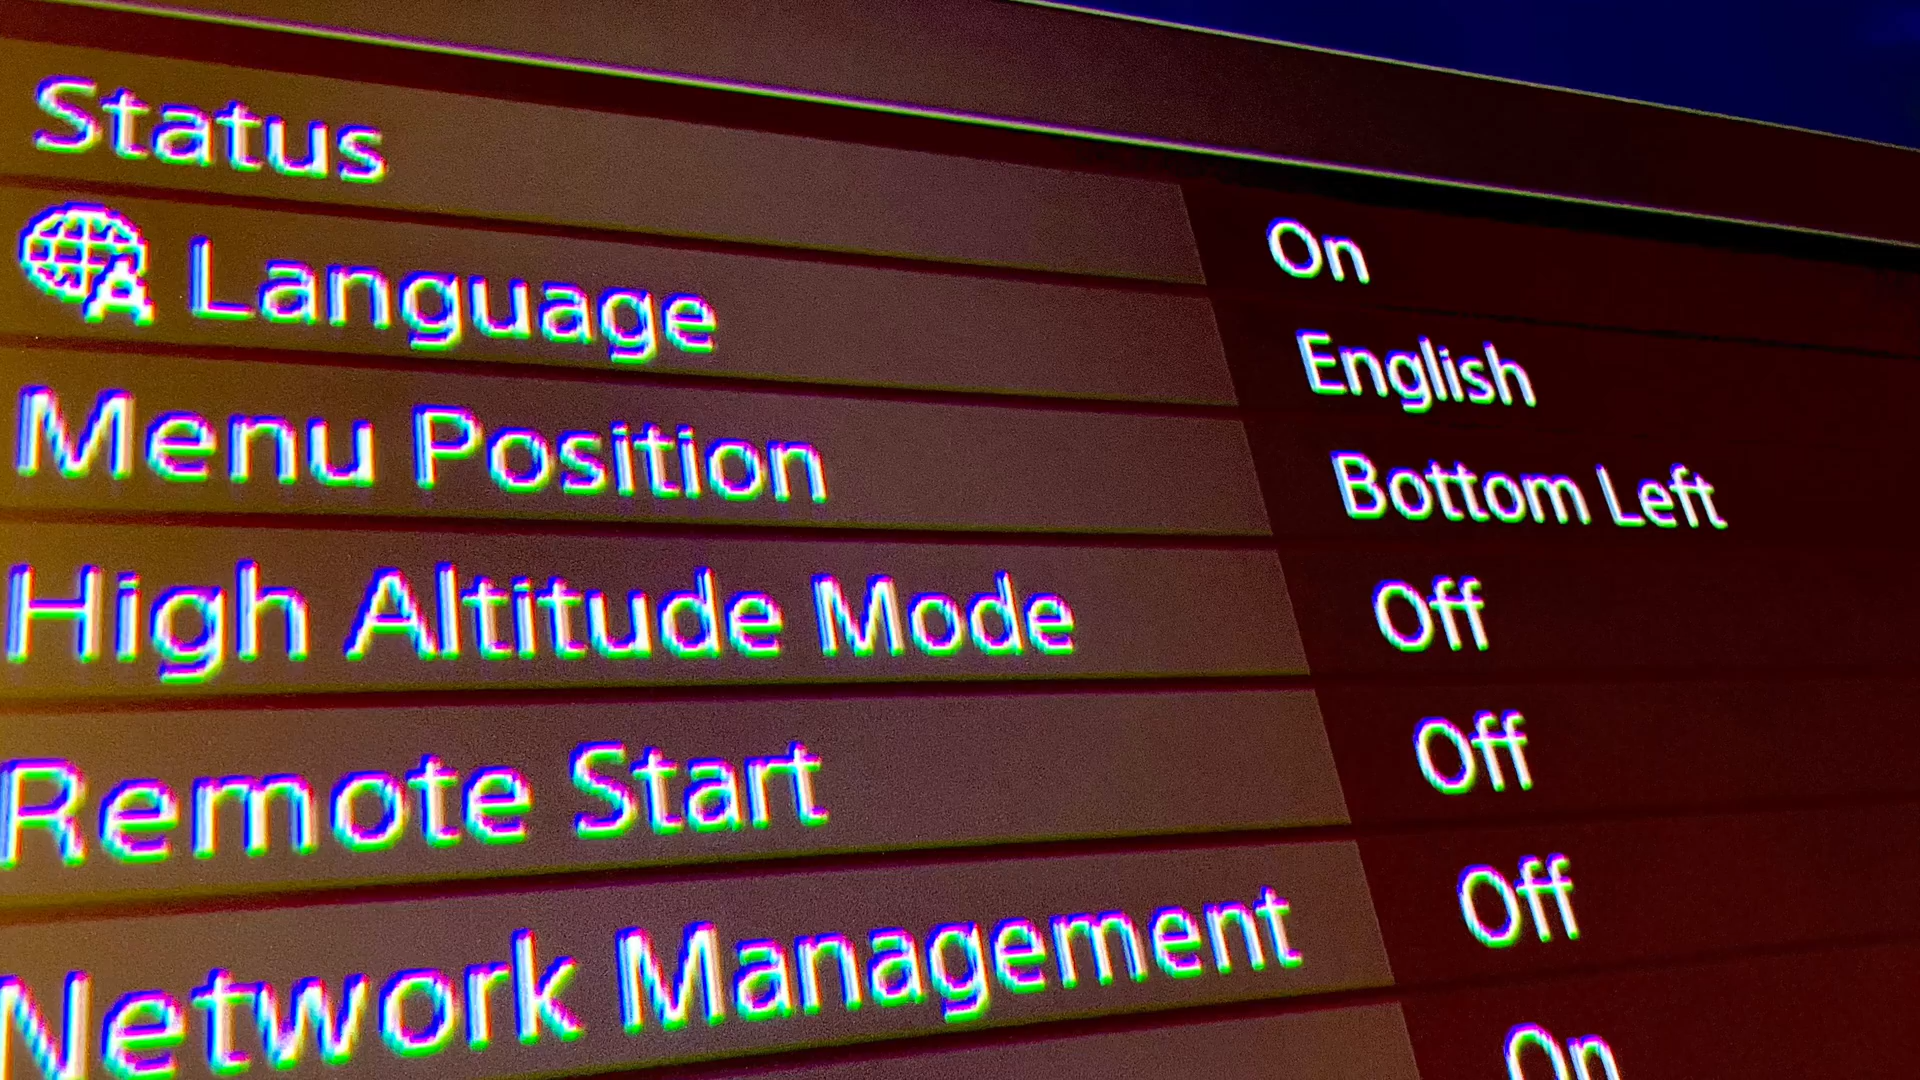 Status On
Language English
Menu Position Bottom Left
High Altitude Mode Off
Remote Start Off
Network Management Off
On